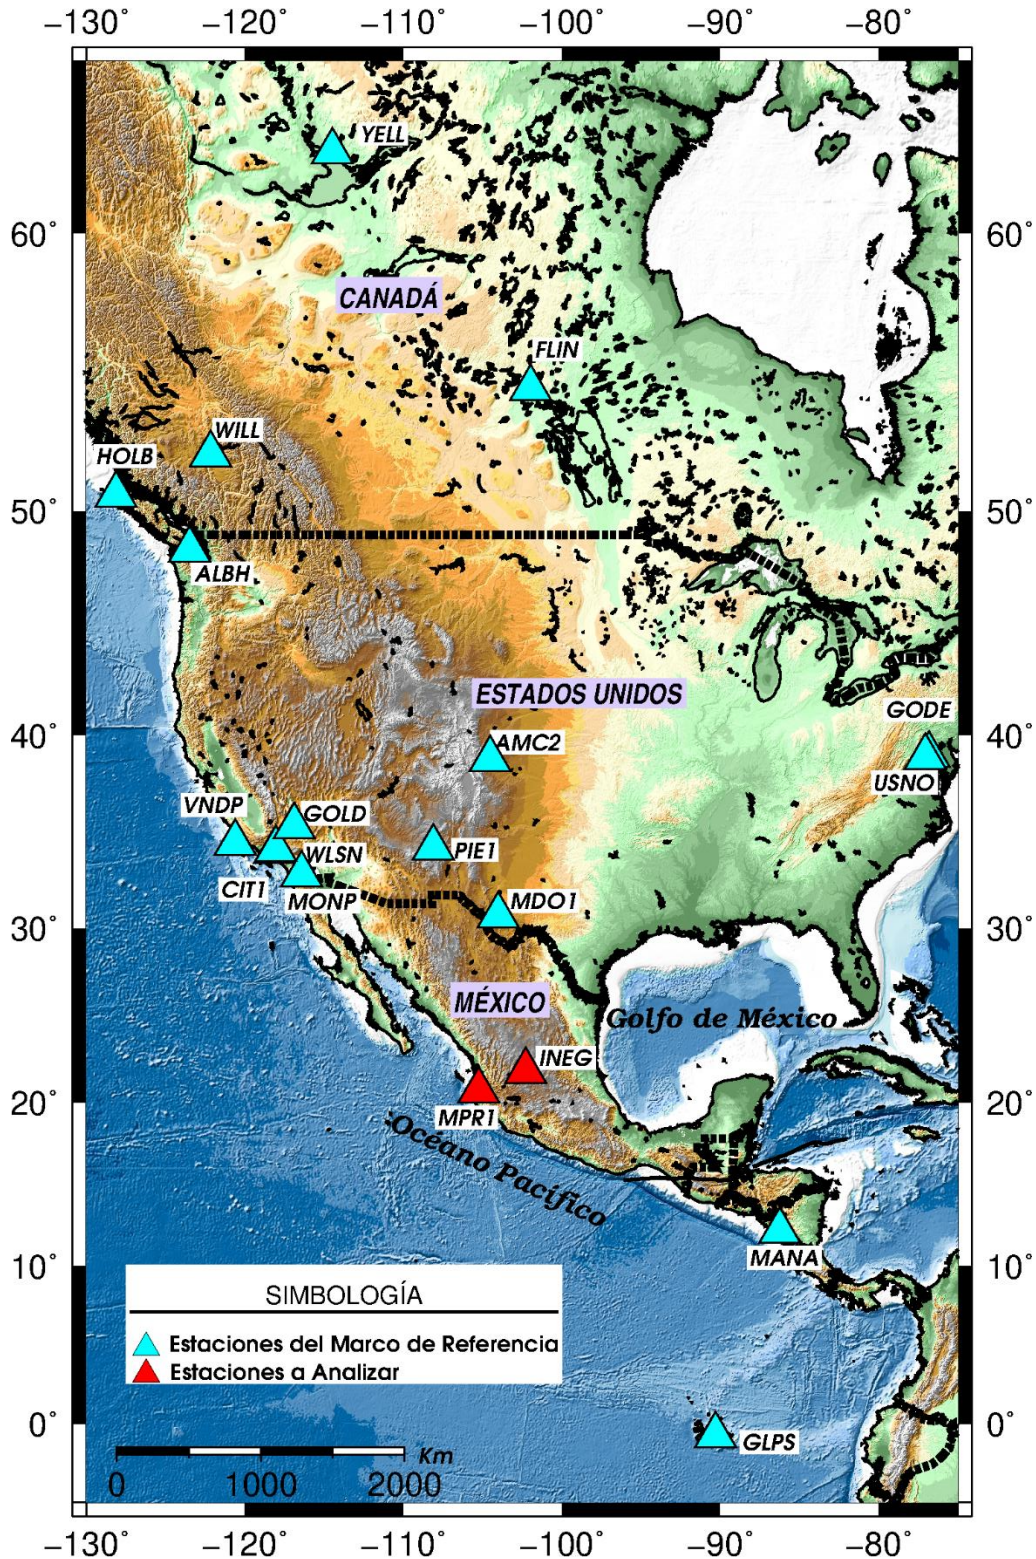 −130° −120° −110° −100° −90° −80°
YELL
60° 60°
CANADÁ
FLIN
WILL
HOLB
50° 50°
ALBH
ESTADOS UNIDOS
GODE
40° AMC2 40°
USNO
VNDP
GOLD
WLSN
PIE1
CIT1
MONP
MDO1
30° 30°
MÉXICO
Golfo de México
INEG
20° 20°
MPR1
Océano Pacífico
MANA
10° 10°
SIMBOLOGÍA
Estaciones del Marco de Referencia
Estaciones a Analizar
0° 0°
GLPS
Km
0 1000 2000
−130° −120° −110° −100° −90° −80°